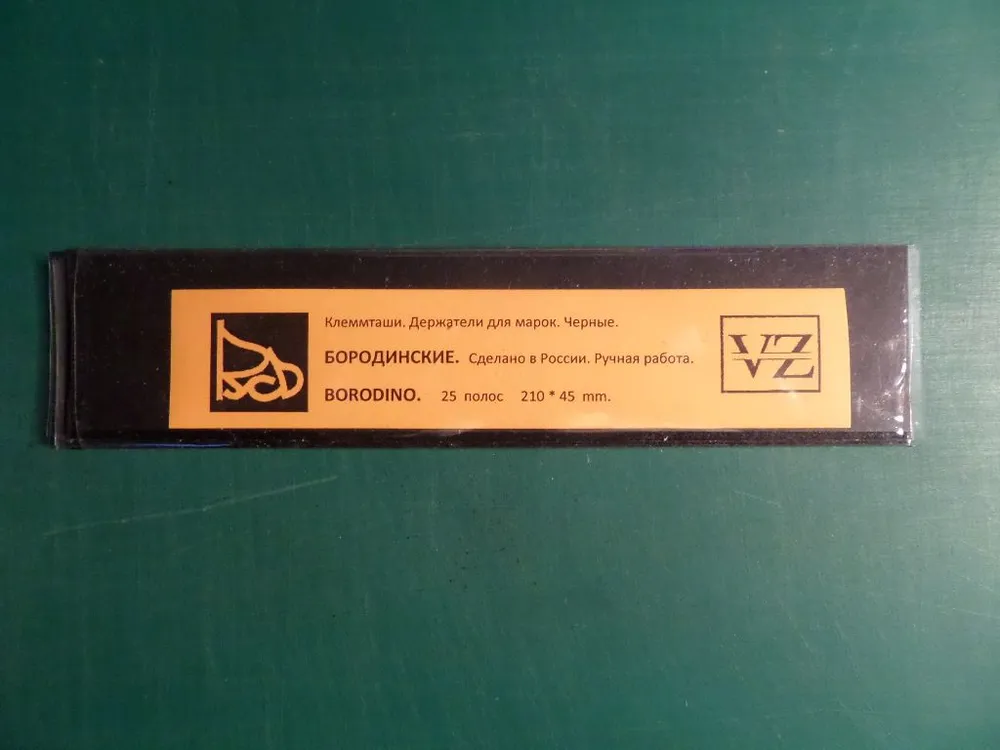 Клеммташи. Держатели для марок. Черные.
БОРОДИНСКИЕ. Сделано в России. Ручная работа.
BORODINO. 25 полос 210 * 45 mm.
VZ